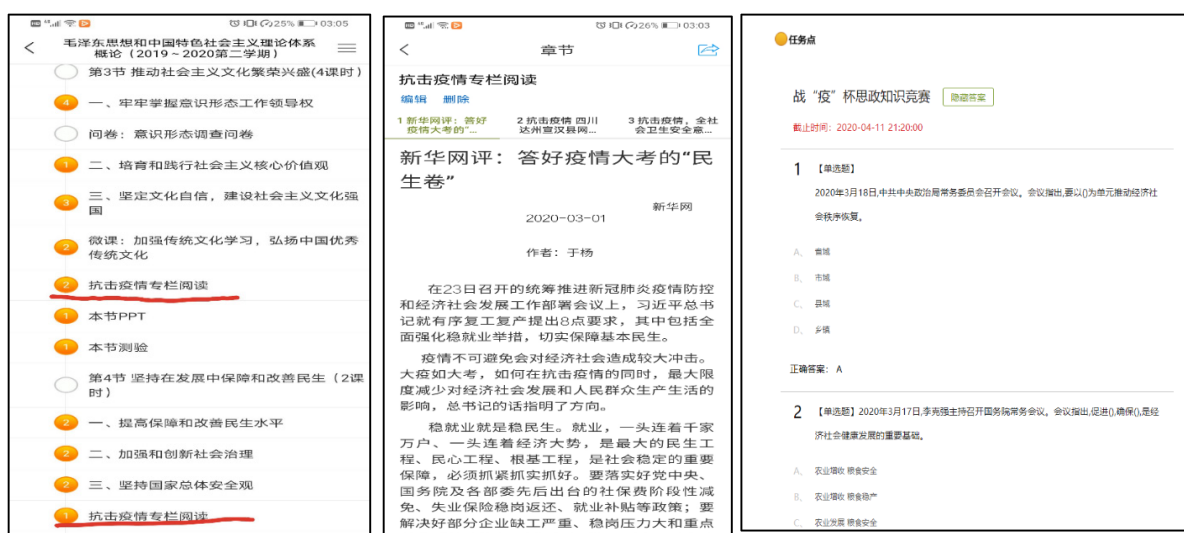 25% 03:05
毛泽东思想和中国特色社会主义理论体系
概论（2019～2020第二学期）
第3节 推动社会主义文化繁荣兴盛(4课时)
4 一、牢牢掌握意识形态工作领导权
问卷：意识形态调查问卷
1 二、培育和践行社会主义核心价值观
3 三、坚定文化自信，建设社会主义文化强
国
2 微课：加强传统文化学习，弘扬中国优秀
传统文化
2 抗击疫情专栏阅读
1 本节PPT
1 本节测验
第4节 坚持在发展中保障和改善民生（2课
时）
2 一、提高保障和改善民生水平
2 二、加强和创新社会治理
2 三、坚持国家总体安全观
1 抗击疫情专栏阅读
26% 03:03
章节
抗击疫情专栏阅读
编辑 删除
1 新华网评：答好
疫情大考的“...
2 抗击疫情 四川
达州宣汉县网...
3 抗击疫情，全社
会卫生安全意...
新华网评：答好疫情大考的“民
生卷”
2020-03-01
新华网
作者：于杨
在23日召开的统筹推进新冠肺炎疫情防控
和经济社会发展工作部署会议上，习近平总书
记就有序复工复产提出8点要求，其中包括全
面强化稳就业举措，切实保障基本民生。
疫情不可避免会对经济社会造成较大冲击。
大疫如大考，如何在抗击疫情的同时，最大限
度减少对经济社会发展和人民群众生产生活的
影响，总书记的话指明了方向。
稳就业就是稳民生。就业，一头连着千家
万户、一头连着经济大势，是最大的民生工
程、民心工程、根基工程，是社会稳定的重要
保障，必须抓紧抓实抓好。要落实好党中央、
国务院及各部委先后出台的社保费阶段性减
免、失业保险稳岗返还、就业补贴等政策；要
解决好部分企业缺工严重、稳岗压力大和重点
任务点
战“疫”杯思政知识竞赛 隐藏答案
截止时间：2020-04-11 21:20:00
1 【单选题】
2020年3月18日,中共中央政治局常务委员会召开会议。会议指出,要以()为单元推动经济社
会秩序恢复。
A、 省域
B、 市域
C、 县域
D、 乡镇
正确答案：A
2 【单选题】2020年3月17日,李克强主持召开国务院常务会议。会议指出,促进(),确保(),是经
济社会健康发展的重要基础。
A、 农业增收 粮食安全
B、 农业增收 粮食稳产
C、 农业发展 粮食安全